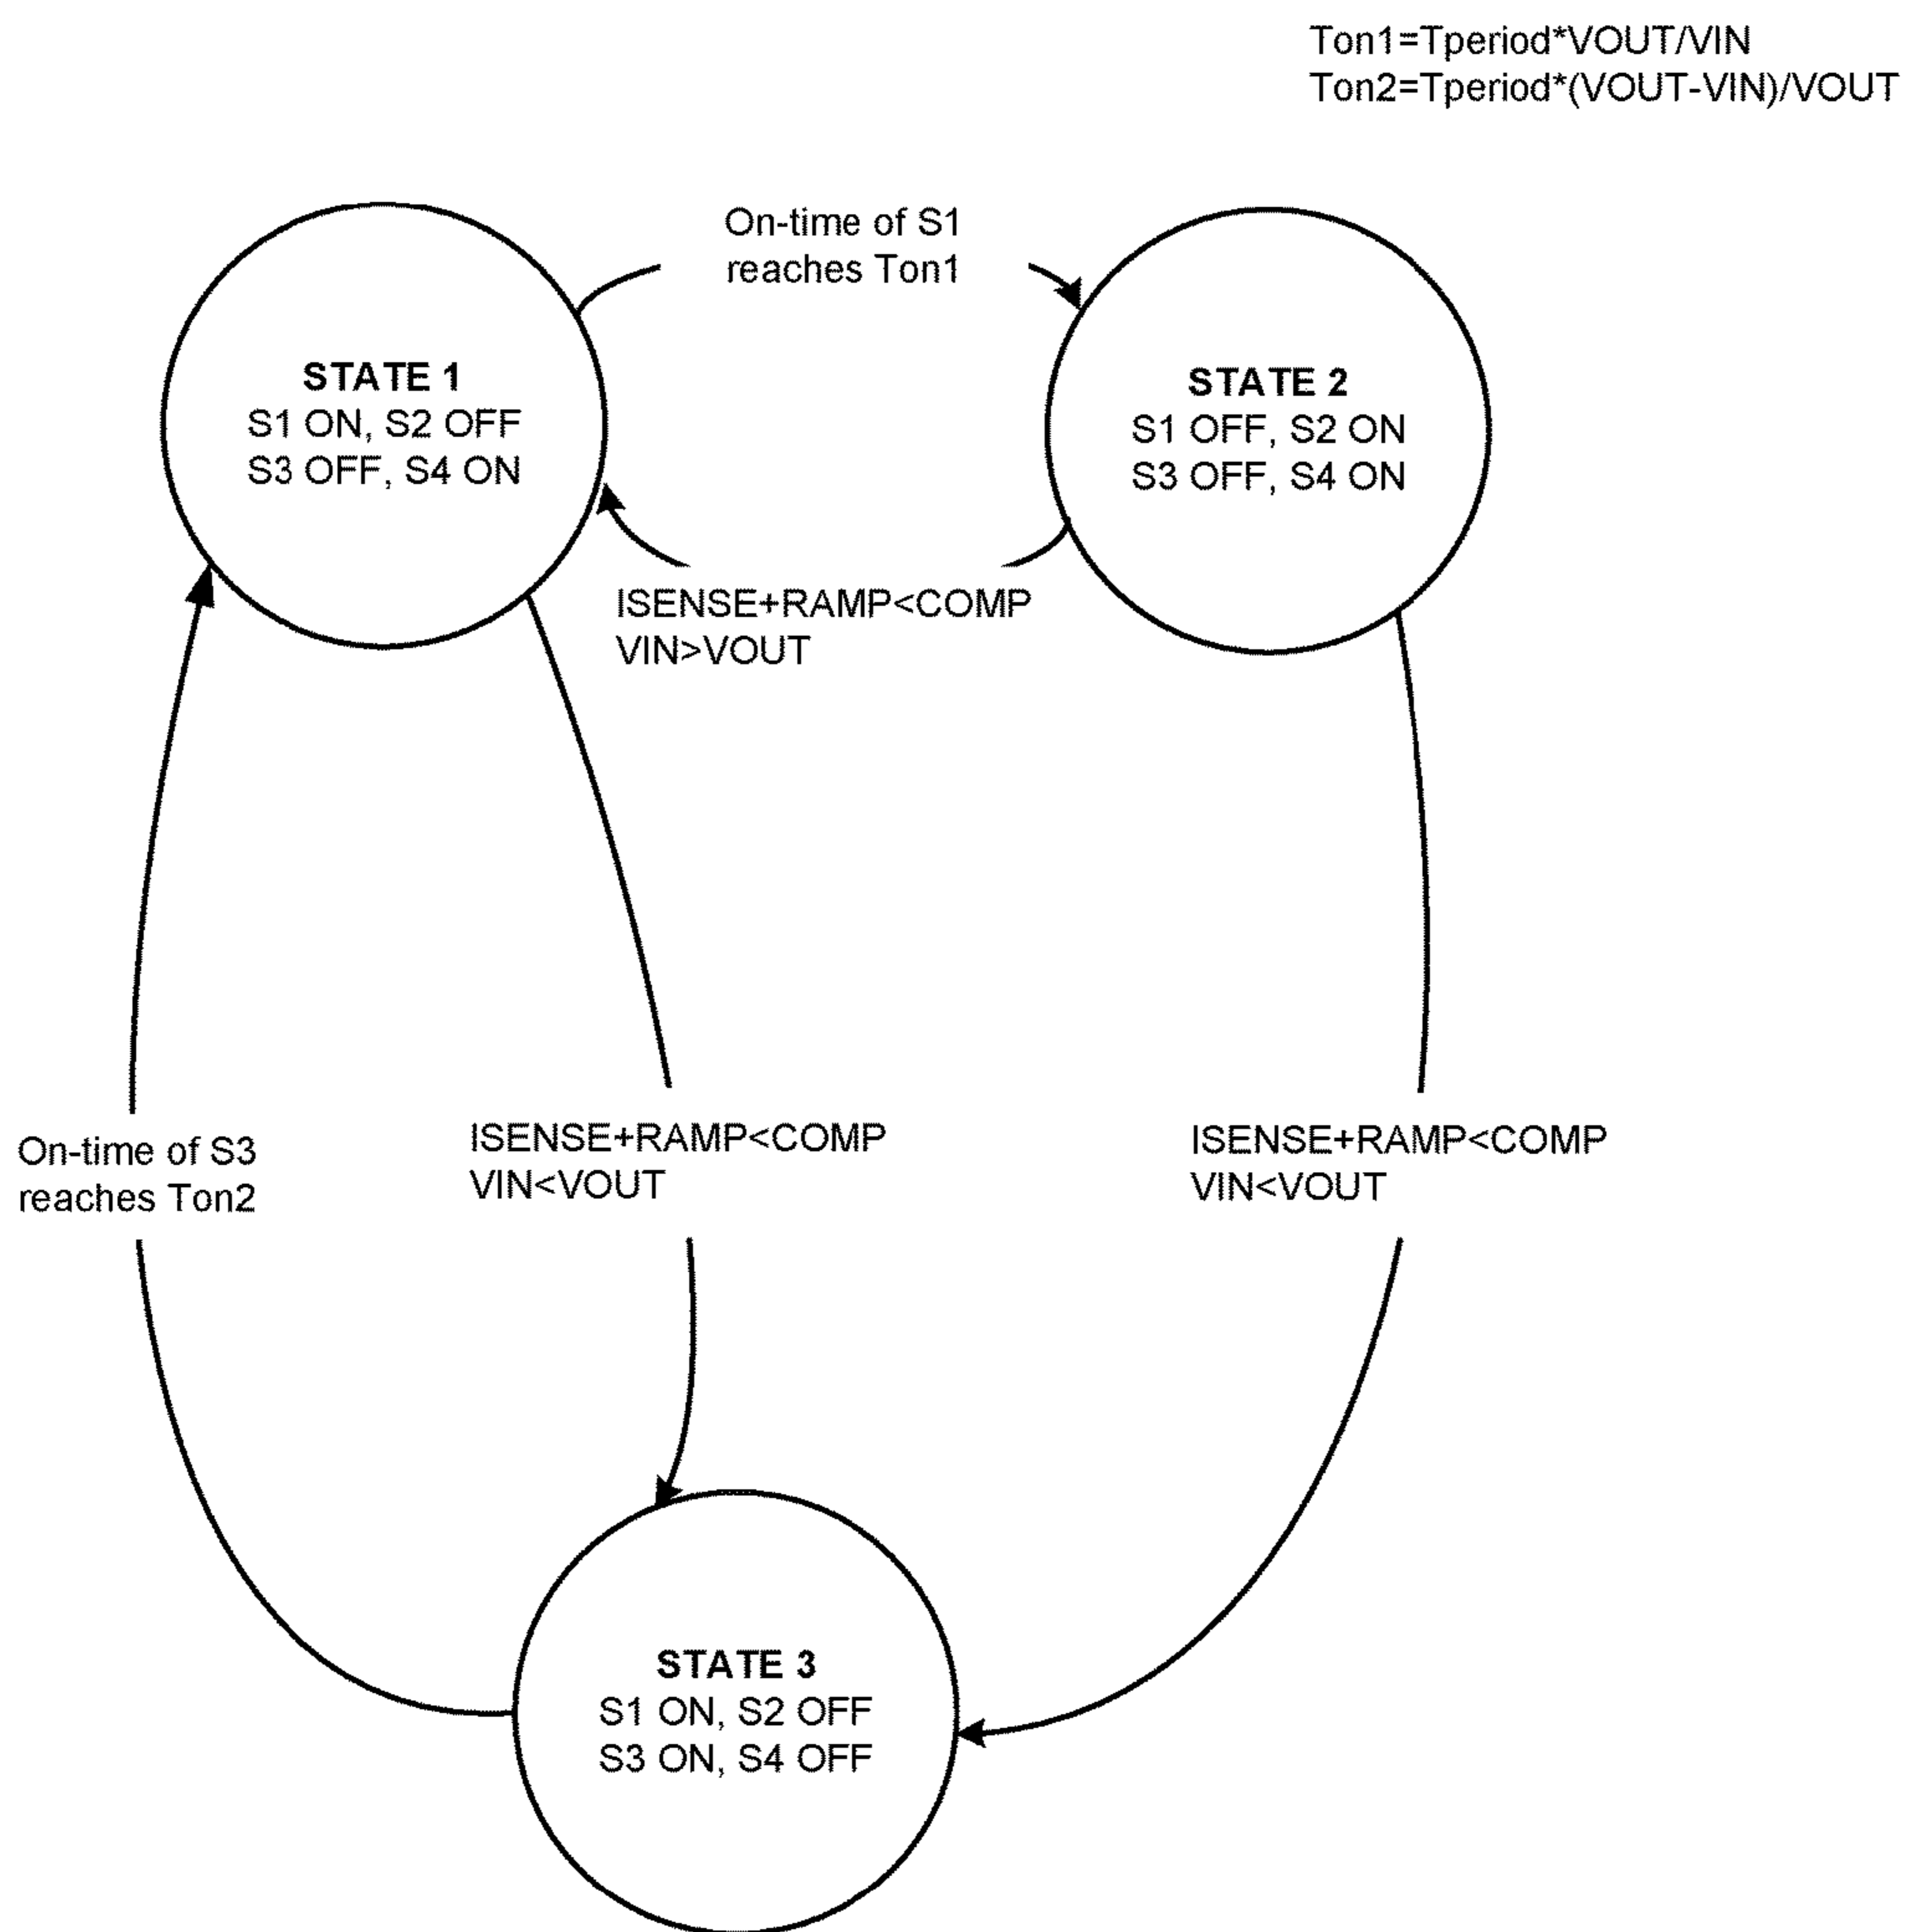 Ton1=Tperiod*VOUT/VIN
Ton2=Tperiod*(VOUT-VIN)/VOUT
On-time of S1
reaches Ton1
STATE 1
S1 ON, S2 OFF
S3 OFF, S4 ON
STATE 2
S1 OFF, S2 ON
S3 OFF, S4 ON
ISENSE+RAMP<COMP
VIN>VOUT
On-time of S3
reaches Ton2
ISENSE+RAMP<COMP
VIN<VOUT
ISENSE+RAMP<COMP
VIN<VOUT
STATE 3
S1 ON, S2 OFF
S3 ON, S4 OFF